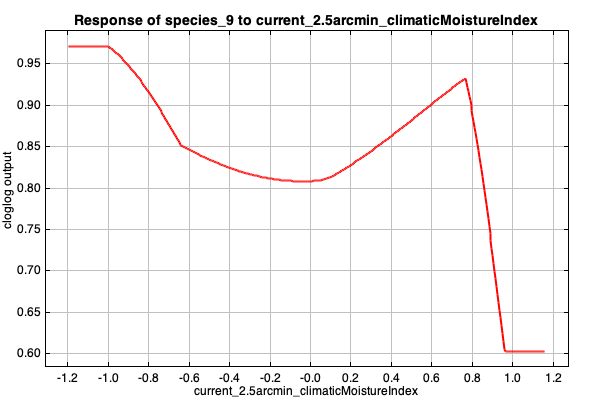 Response of species_9 to current_2.5arcmin_climaticMoistureIndex
cloglog output
0.95
0.90
0.85
0.80
0.75
0.70
0.65
0.60
-1.2 -1.0 -0.8 -0.6 -0.4 -0.2 -0.0 0.2 0.4 0.6 0.8 1.0 1.2
current_2.5arcmin_climaticMoistureIndex